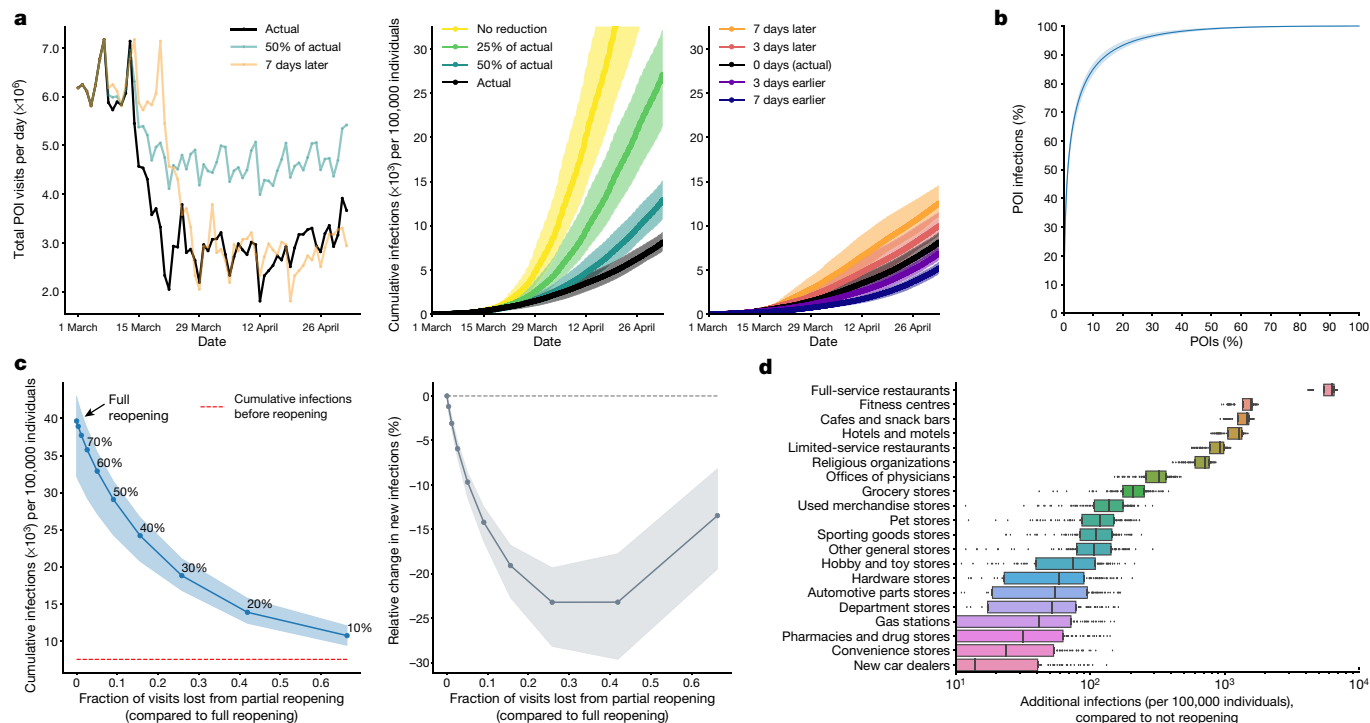 a
Actual
50% of actual
7 days later
Total POI visits per day (×10⁶)
7.0
6.0
5.0
4.0
3.0
2.0
1 March
15 March
29 March
12 April
26 April
Date
No reduction
25% of actual
50% of actual
Actual
Cumulative infections (×10³) per 100,000 individuals
30
25
20
15
10
5
0
1 March
15 March
29 March
12 April
26 April
Date
7 days later
3 days later
0 days (actual)
3 days earlier
7 days earlier
30
25
20
15
10
5
0
1 March
15 March
29 March
12 April
26 April
Date
b
POI infections (%)
100
90
80
70
60
50
40
30
20
10
0
0 10 20 30 40 50 60 70 80 90 100
POIs (%)
c
Full
reopening
Cumulative infections
before reopening
Cumulative infections (×10³) per 100,000 individuals
40
35
30
25
20
15
10
70%
60%
50%
40%
30%
20%
10%
0 0.1 0.2 0.3 0.4 0.5 0.6
Fraction of visits lost from partial reopening
(compared to full reopening)
Relative change in new infections (%)
0
−5
−10
−15
−20
−25
−30
0 0.1 0.2 0.3 0.4 0.5 0.6
Fraction of visits lost from partial reopening
(compared to full reopening)
d
Full-service restaurants
Fitness centres
Cafes and snack bars
Hotels and motels
Limited-service restaurants
Religious organizations
Offices of physicians
Grocery stores
Used merchandise stores
Pet stores
Sporting goods stores
Other general stores
Hobby and toy stores
Hardware stores
Automotive parts stores
Department stores
Gas stations
Pharmacies and drug stores
Convenience stores
New car dealers
10¹ 10² 10³ 10⁴
Additional infections (per 100,000 individuals),
compared to not reopening